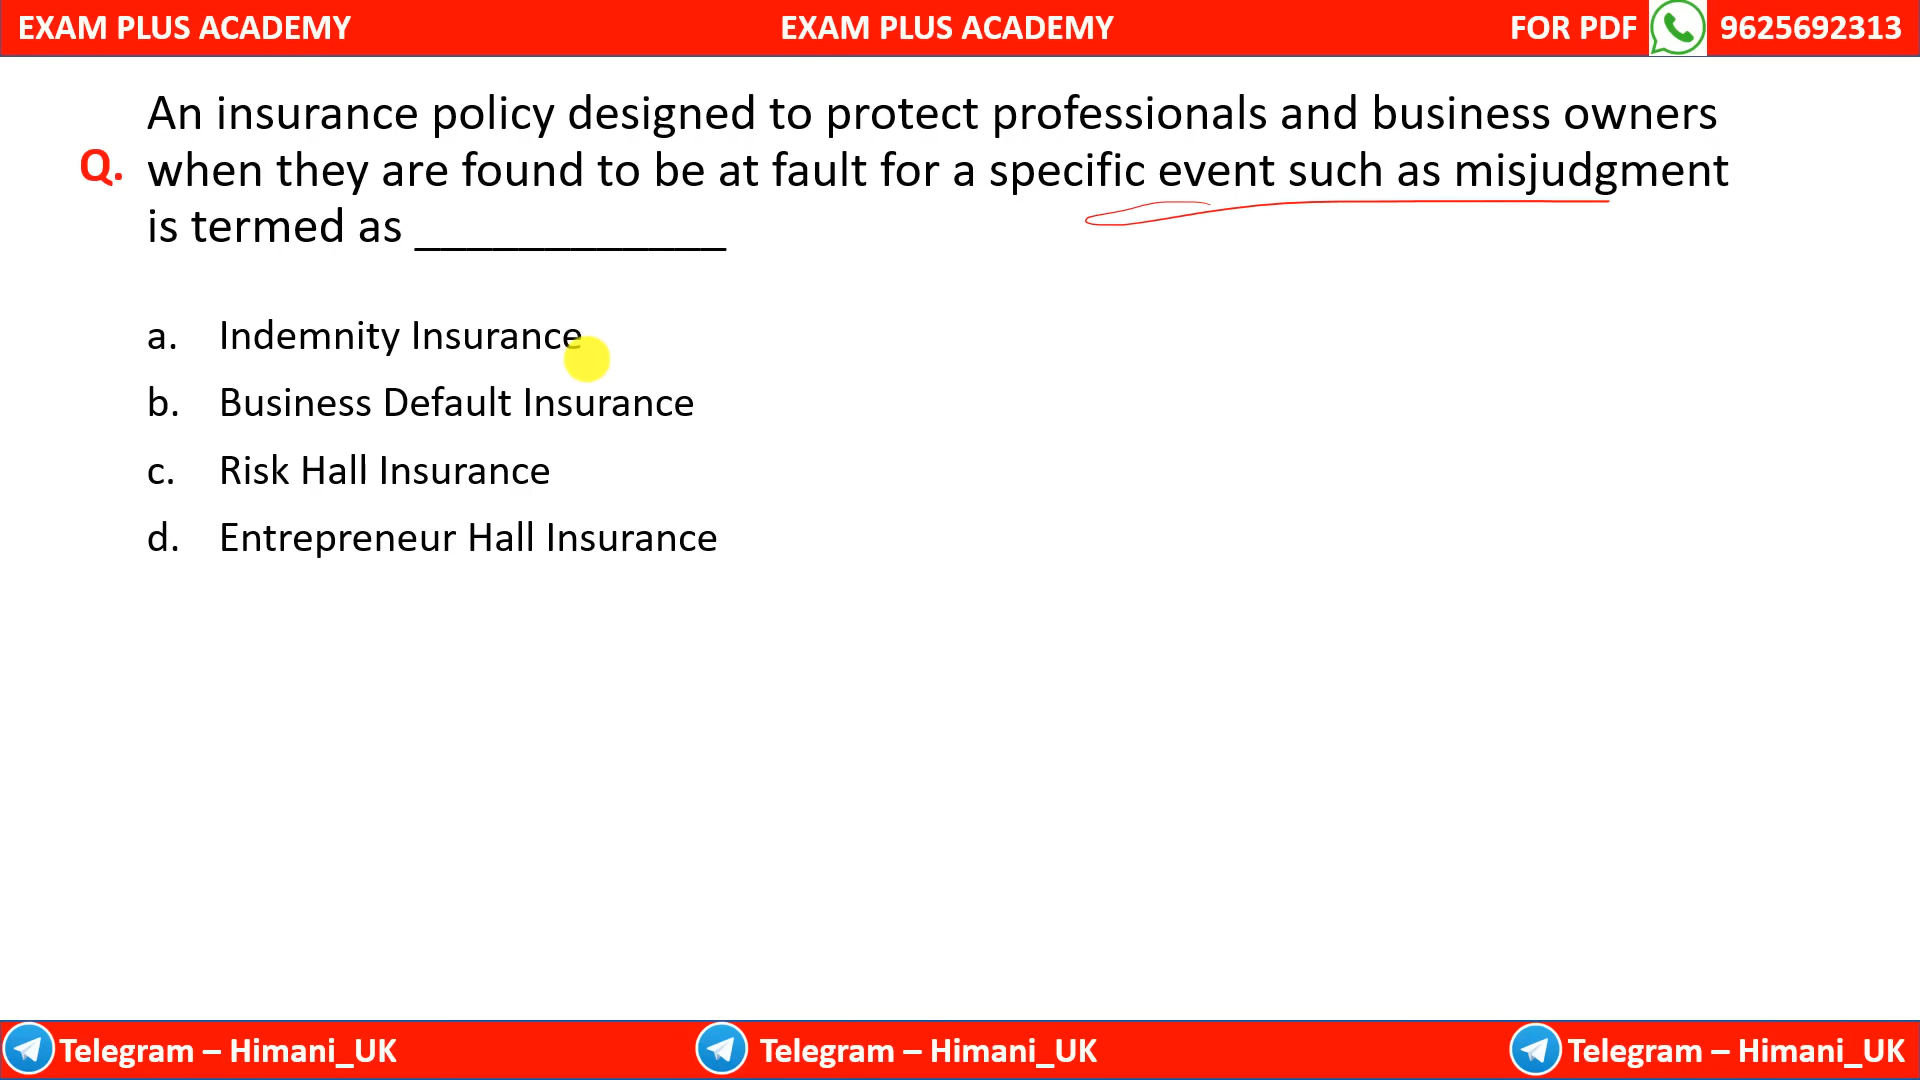 EXAM PLUS ACADEMY EXAM PLUS ACADEMY FOR PDF 9625692313
An insurance policy designed to protect professionals and business owners
Q. when they are found to be at fault for a specific event such as misjudgment
is termed as ____________
a. Indemnity Insurance
b. Business Default Insurance
c. Risk Hall Insurance
d. Entrepreneur Hall Insurance
Telegram – Himani_UK Telegram – Himani_UK Telegram – Himani_UK